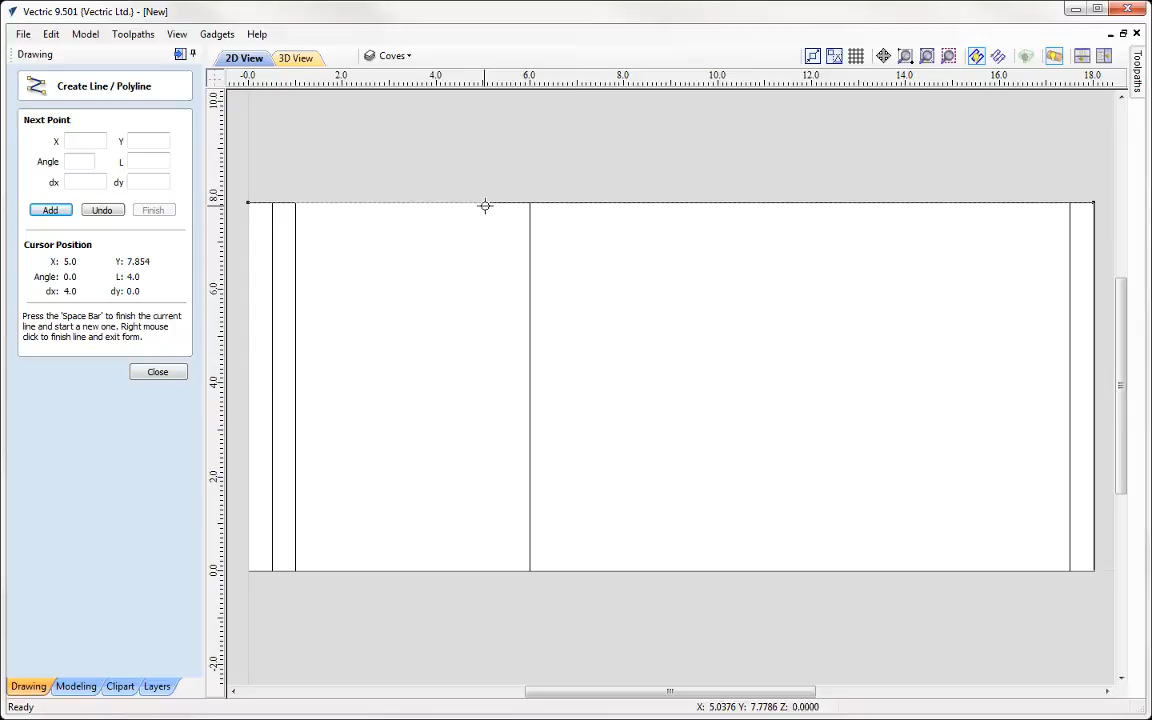 Vectric 9.501 {Vectric Ltd.} - [New]
File Edit Model Toolpaths View Gadgets Help
Drawing
2D View 3D View Coves
Create Line / Polyline
Next Point
X Y
Angle L
dx dy
Add Undo Finish
Cursor Position
X: 5.0 Y: 7.854
Angle: 0.0 L: 4.0
dx: 4.0 dy: 0.0
Press the 'Space Bar' to finish the current
line and start a new one. Right mouse
click to finish line and exit form.
Close
-0.0 2.0 4.0 6.0 8.0 10.0 12.0 14.0 16.0 18.0
10.0
8.0
6.0
4.0
2.0
0.0
-2.0
Toolpaths
Drawing Modeling Clipart Layers
Ready
X: 5.0376 Y: 7.7786 Z: 0.0000